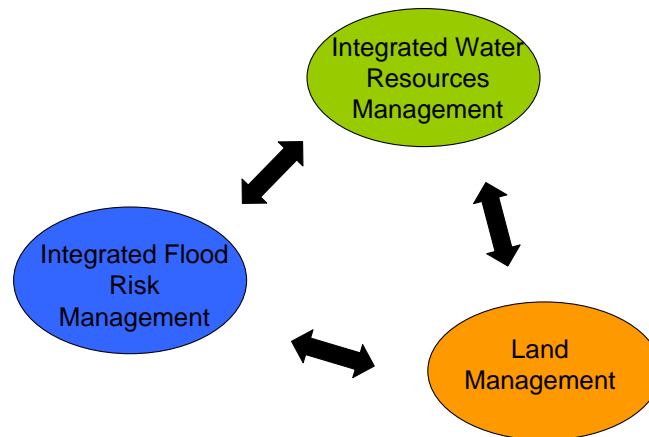 Integrated Water
Resources
Management
Integrated Flood
Risk
Management
Land
Management